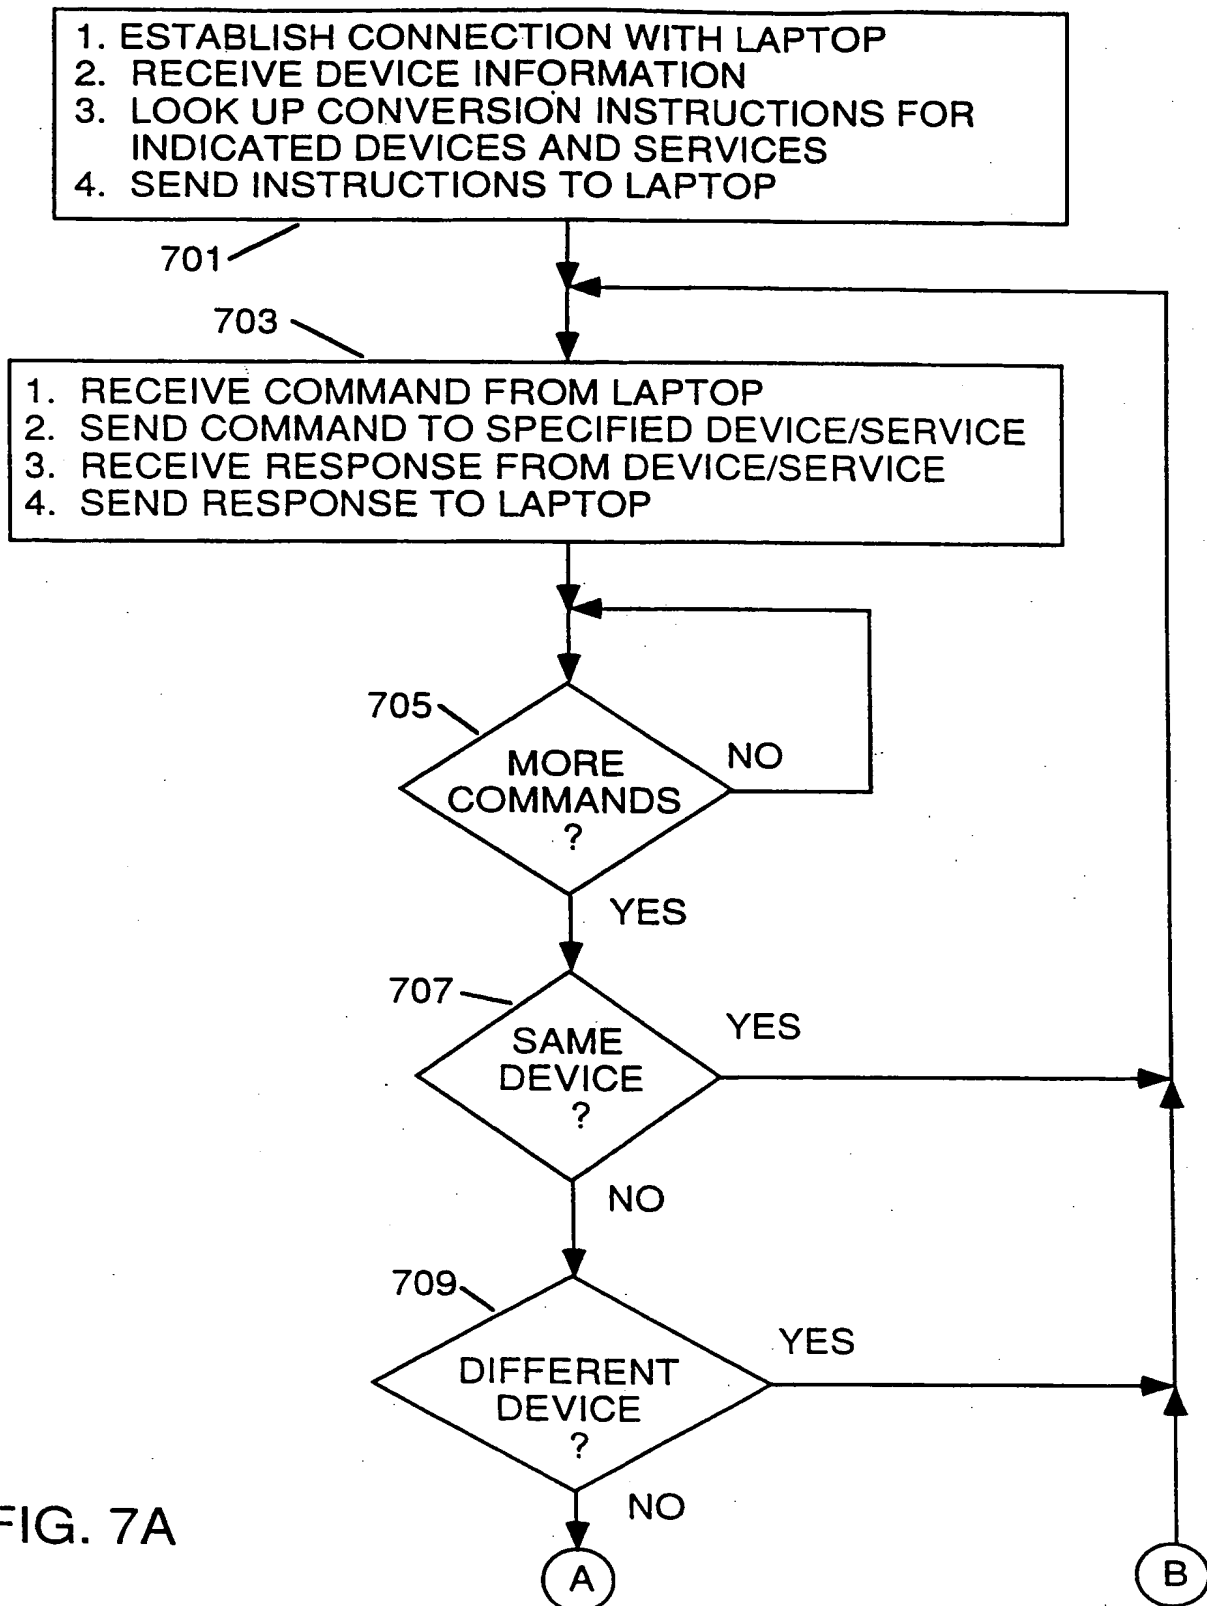 1. ESTABLISH CONNECTION WITH LAPTOP
2. RECEIVE DEVICE INFORMATION
3. LOOK UP CONVERSION INSTRUCTIONS FOR
INDICATED DEVICES AND SERVICES
4. SEND INSTRUCTIONS TO LAPTOP
701
703
1. RECEIVE COMMAND FROM LAPTOP
2. SEND COMMAND TO SPECIFIED DEVICE/SERVICE
3. RECEIVE RESPONSE FROM DEVICE/SERVICE
4. SEND RESPONSE TO LAPTOP
705
MORE
COMMANDS
?
NO
YES
707
SAME
DEVICE
?
YES
NO
709
DIFFERENT
DEVICE
?
YES
NO
FIG. 7A
A
B